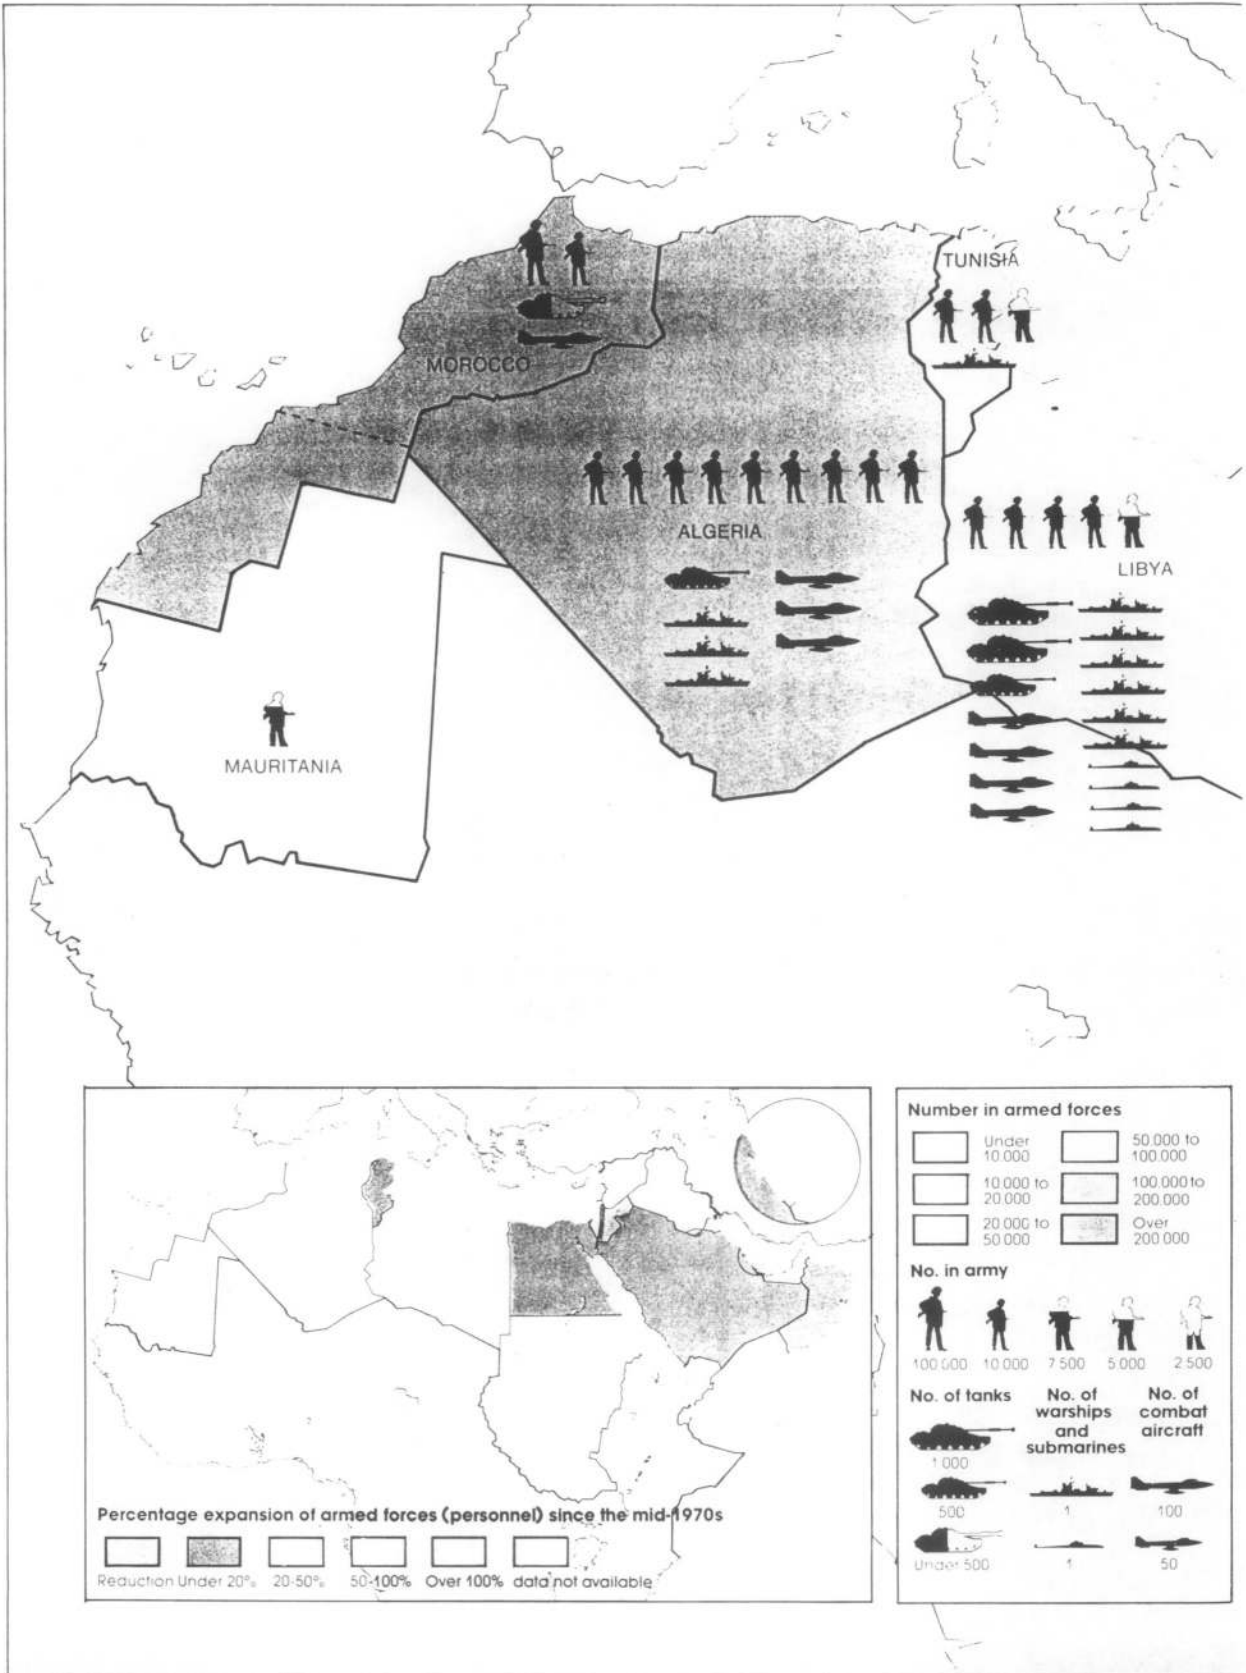 TUNISIA
MOROCCO
ALGERIA
LIBYA
MAURITANIA
Number in armed forces
Under
10 000
50.000 to
100.000
10 000 to
20.000
100.000 to
200.000
20 000 to
50 000
Over
200 000
No. in army
100 000
10 000
7 500
5 000
2 500
No. of tanks
No. of
warships
and
submarines
No. of
combat
aircraft
1 000
500
1
100
Under 500
1
50
Percentage expansion of armed forces (personnel) since the mid-1970s
Reduction
Under 20%
20-50%
50-100%
Over 100%
data not available